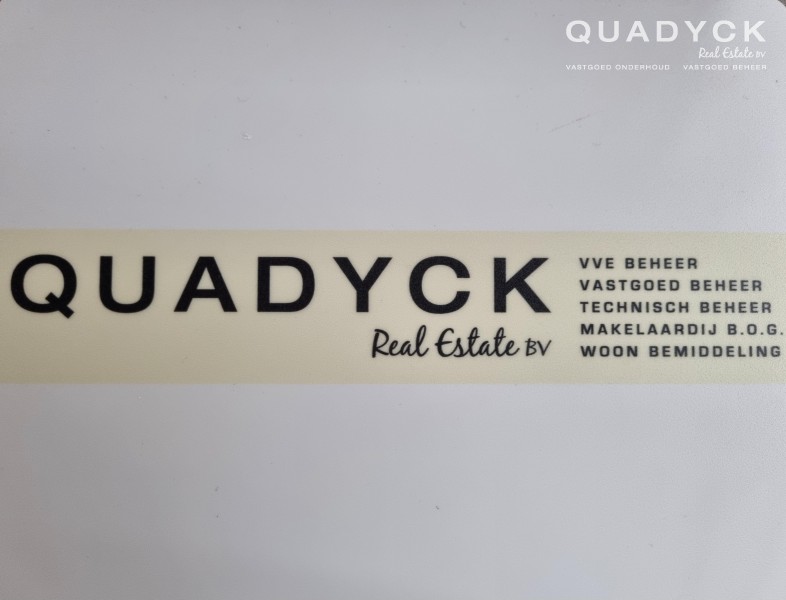 QUADYCK
Real Estate BV
VASTGOED ONDERHOUD VASTGOED BEHEER
QUADYCK
Real Estate BV
VVE BEHEER
VASTGOED BEHEER
TECHNISCH BEHEER
MAKELAARDIJ B.O.G.
WOON BEMIDDELING